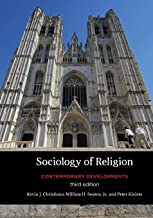 Sociology of Religion
CONTEMPORARY DEVELOPMENTS
third edition
Kevin J. Christiano, William H. Swatos, Jr., and Peter Kivisto